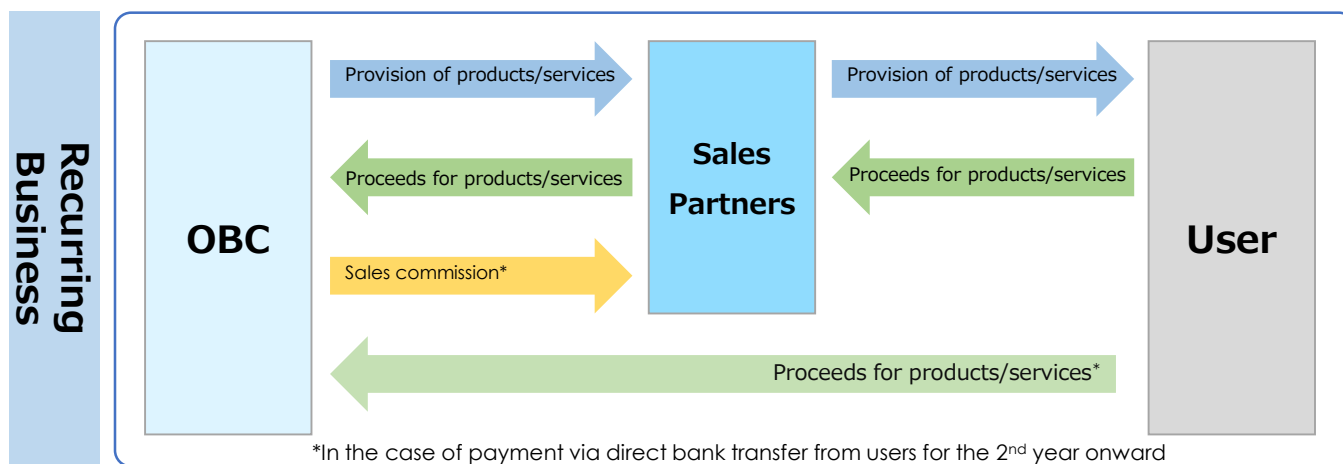 Recurring
Business
OBC
Provision of products/services
Proceeds for products/services
Sales commission*
Sales
Partners
Provision of products/services
Proceeds for products/services
User
Proceeds for products/services*
*In the case of payment via direct bank transfer from users for the 2nd year onward